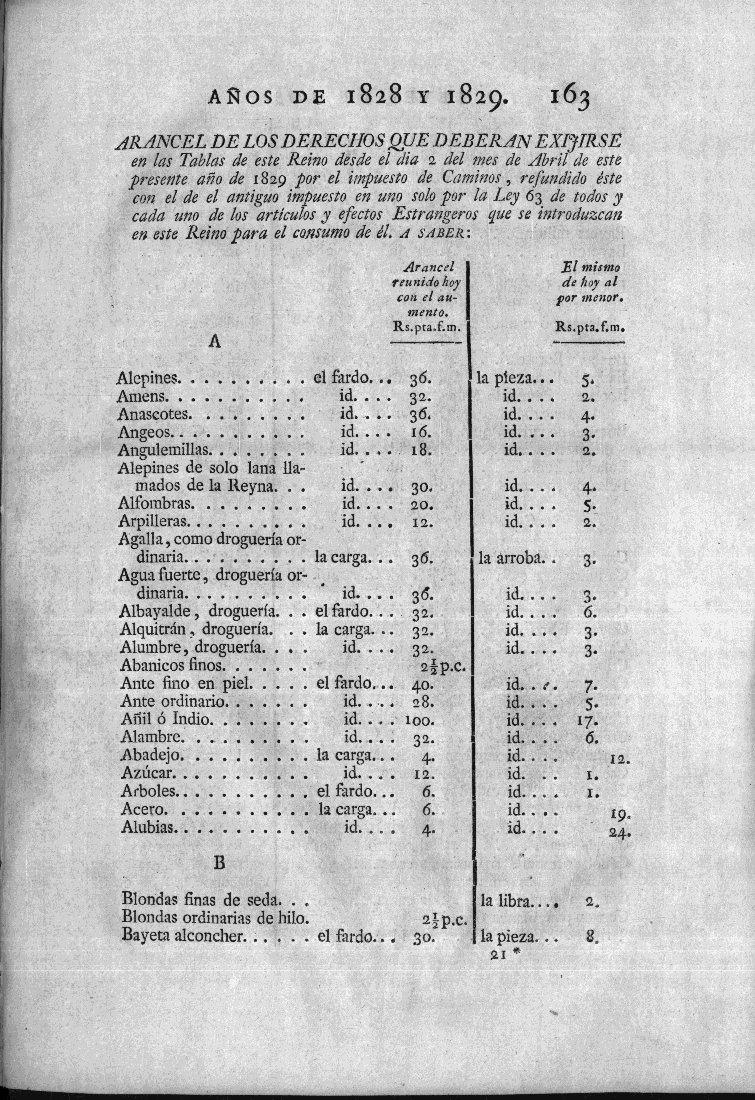 AÑOS DE 1828 Y 1829. 163
ARANCEL DE LOS DERECHOS QUE DEBERAN EXIJIRSE
en las Tablas de este Reino desde el dia 2 del mes de Abril de este
presente año de 1829 por el impuesto de Caminos, refundido éste
con el de el antiguo impuesto en uno solo por la Ley 63 de todos y
cada uno de los artículos y efectos Estrangeros que se introduzcan
en este Reino para el consumo de él. A SABER:
Arancel El mismo
reunido hoy de hoy al
con el au- por menor.
mento.
Rs.pta.f.m. Rs.pta.f.m.
A
Alepines. . . . . . . . . . el fardo... 36. la pieza... 5.
Amens. . . . . . . . . . . id. . . . 32. id. . . . 2.
Anascotes. . . . . . . . . id. . . . 36. id. . . . 4.
Angeos. . . . . . . . . . . id. . . . 16. id. . . . 3.
Angulemillas. . . . . . . . id. . . . 18. id. . . . 2.
Alepines de solo lana lla-
mados de la Reyna. . . id. . . . 30. id. . . . 4.
Alfombras. . . . . . . . . id. . . . 20. id. . . . 5.
Arpilleras. . . . . . . . . . id. . . . 12. id. . . . 2.
Agalla, como droguería or-
dinaria. . . . . . . . . . la carga... 36. la arroba. . 3.
Agua fuerte, droguería or-
dinaria. . . . . . . . . . id. . . . 36. id. . . . 3.
Albayalde, droguería. . . el fardo... 32. id. . . . 6.
Alquitrán, droguería. . . la carga... 32. id. . . . 3.
Alumbre, droguería. . . . id. . . . 32. id. . . . 3.
Abanicos finos. . . . . . . 2½p.c.
Ante fino en piel. . . . . el fardo... 40. id. . . . 7.
Ante ordinario. . . . . . . id. . . . 28. id. . . . 5.
Añil ó Indio. . . . . . . . id. . . . 100. id. . . . 17.
Alambre. . . . . . . . . . id. . . . 32. id. . . . 6.
Abadejo. . . . . . . . . . la carga... 4. id. . . . 12.
Azúcar. . . . . . . . . . . id. . . . 12. id. . . . 1.
Arboles. . . . . . . . . . . el fardo... 6. id. . . . 1.
Acero. . . . . . . . . . . la carga... 6. id. . . . 19.
Alubias. . . . . . . . . . . id. . . . 4. id. . . . 24.
B
Blondas finas de seda. . . la libra.... 2.
Blondas ordinarias de hilo. 2½p.c.
Bayeta alconcher. . . . . . el fardo... 30. la pieza... 8.
21 *